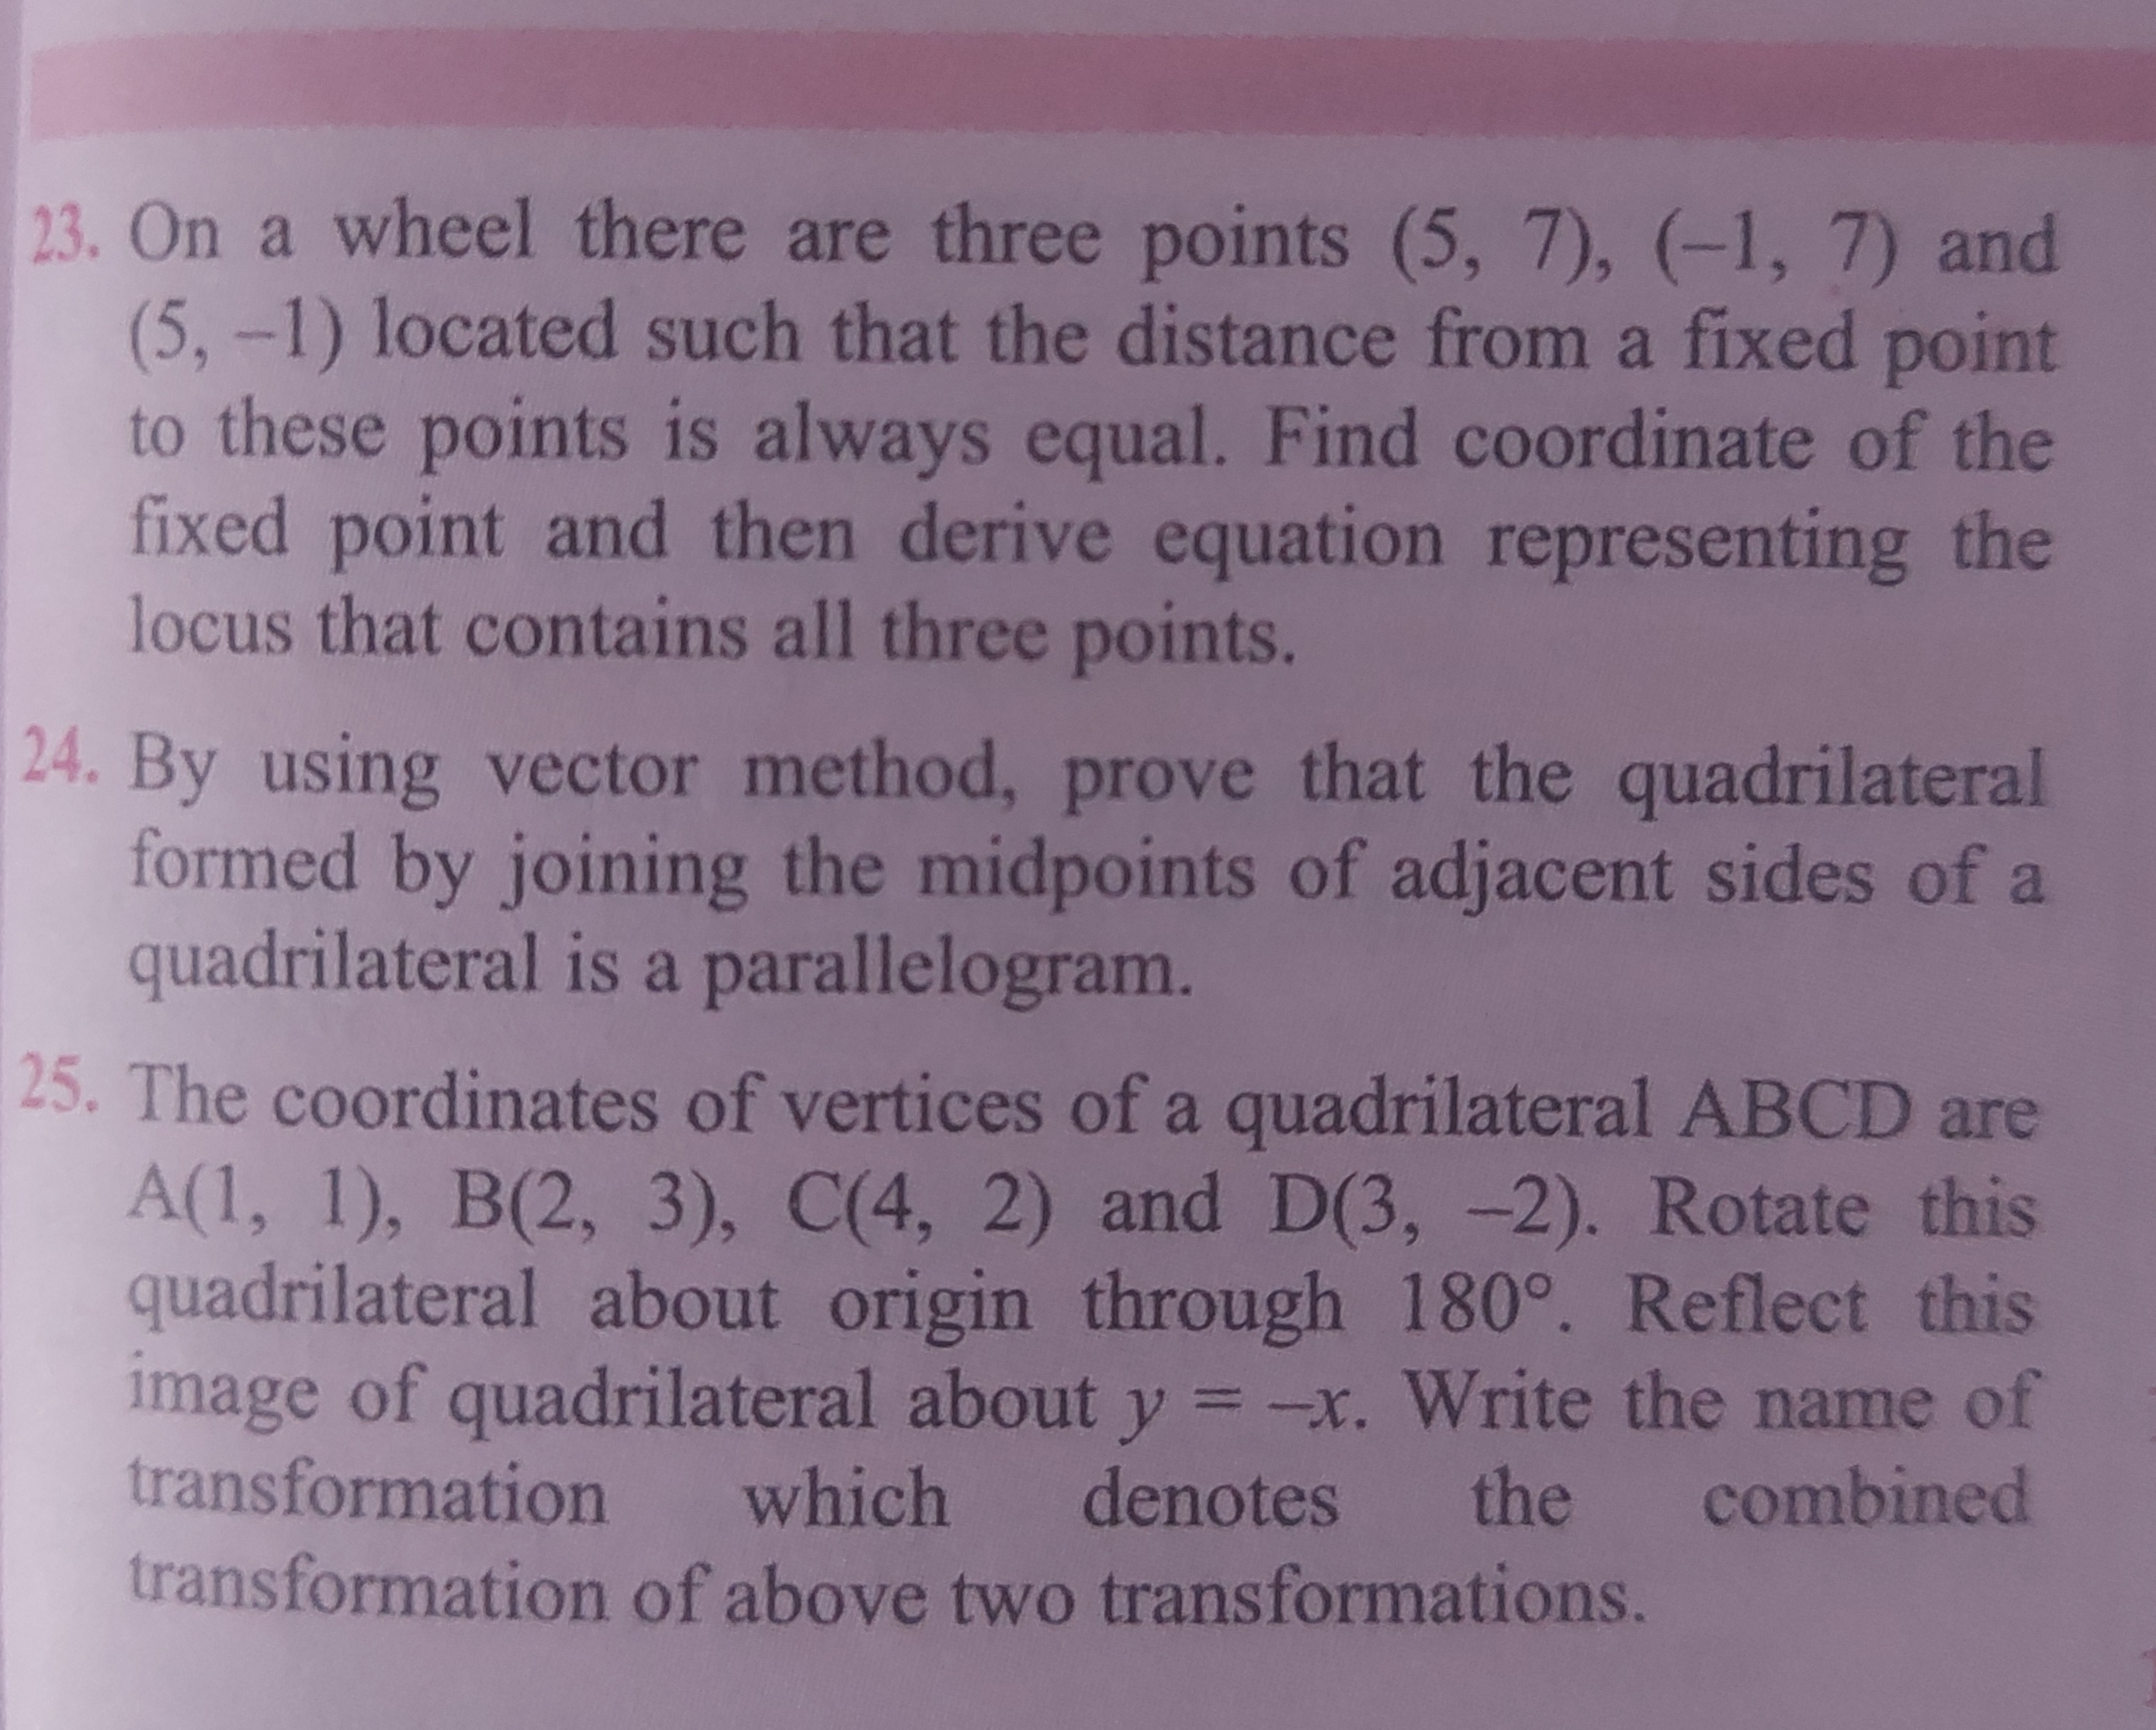 23. On a wheel there are three points (5, 7), (–1, 7) and
(5, –1) located such that the distance from a fixed point
to these points is always equal. Find coordinate of the
fixed point and then derive equation representing the
locus that contains all three points.
24. By using vector method, prove that the quadrilateral
formed by joining the midpoints of adjacent sides of a
quadrilateral is a parallelogram.
25. The coordinates of vertices of a quadrilateral ABCD are
A(1, 1), B(2, 3), C(4, 2) and D(3, –2). Rotate this
quadrilateral about origin through 180°. Reflect this
image of quadrilateral about y = –x. Write the name of
transformation which denotes the combined
transformation of above two transformations.